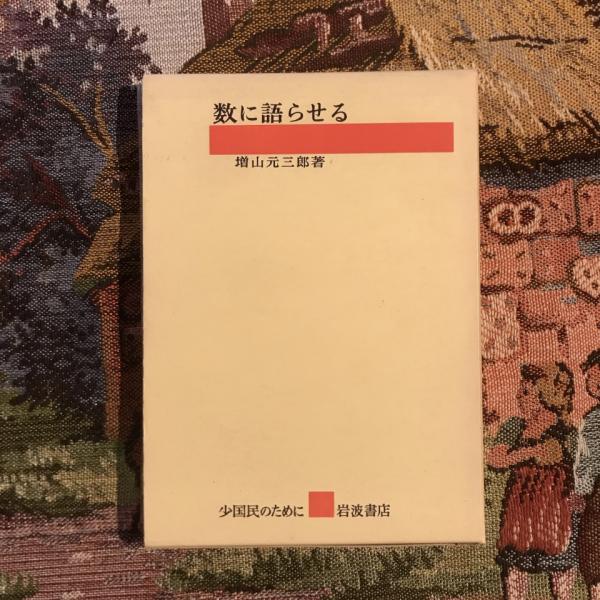 数に語らせる
増山元三郎著
少国民のために 岩波書店